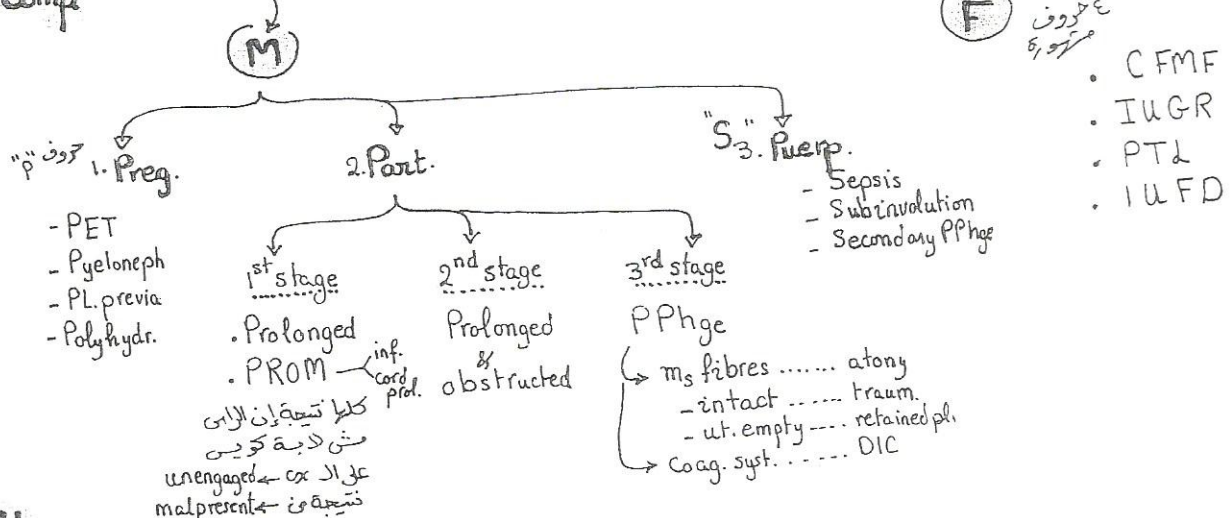 Compl
M
"P" حروف 1. Preg.
- PET
- Pyeloneph
- PL. previa
- Polyhydr.
2. Part.
1st stage
. Prolonged
. PROM inf.
cord prol.
كلها نتيجة إن الراس
مش لابة كويس
على الـ cx → unengaged
نتيجة → malpresent
2nd stage
Prolonged
&
obstructed
3rd stage
PPhge
ms fibres ....... atony
- intact ...... traum.
- ut. empty .... retained pl.
Coag. syst. ...... DIC
"S" 3. Puerp.
- Sepsis
- Subinvolution
- Secondary PPhge
F
٤ حروف
. CFMF
. IUGR
. PTL
. IUFD